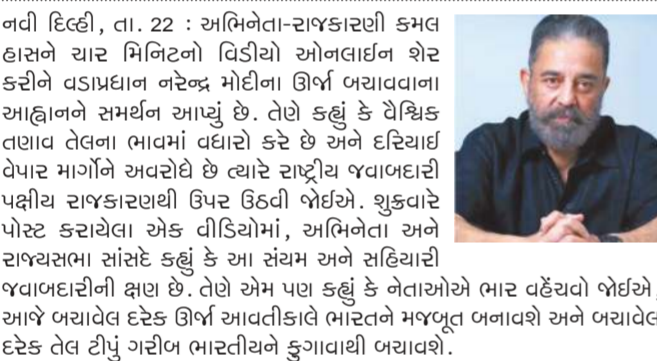 નવી દિલ્હી, તા. 22 : અભિનેતા-રાજકારણી કમલ
હાસને ચાર મિનિટનો વિડીયો ઓનલાઈન શેર
કરીને વડાપ્રધાન નરેન્દ્ર મોદીના ઊર્જા બચાવવાના
આહ્વાનને સમર્થન આપ્યું છે. તેણે કહ્યું કે વૈશ્વિક
તણાવ તેલના ભાવમાં વધારો કરે છે અને દરિયાઈ
વેપાર માર્ગોને અવરોધે છે ત્યારે રાષ્ટ્રીય જવાબદારી
પક્ષીય રાજકારણથી ઉપર ઉઠવી જોઈએ. શુક્રવારે
પોસ્ટ કરાયેલા એક વીડિયોમાં, અભિનેતા અને
રાજ્યસભા સાંસદે કહ્યું કે આ સંયમ અને સહિયારી
જવાબદારીની ક્ષણ છે. તેણે એમ પણ કહ્યું કે નેતાઓએ ભાર વહેંચવો જોઈએ,
આજે બચાવેલ દરેક ઊર્જા આવતીકાલે ભારતને મજબૂત બનાવશે અને બચાવેલ
દરેક તેલ ટીપું ગરીબ ભારતીયને ફુગાવાથી બચાવશે.